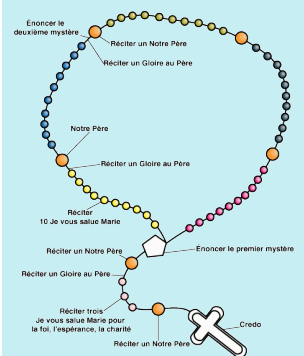 Énoncer le
deuxième mystère
Réciter un Notre Père
Réciter un Gloire au Père
Notre Père
Réciter un Gloire au Père
Réciter
10 Je vous salue Marie
Réciter un Notre Père
Énoncer le premier mystère
Réciter un Gloire au Père
Réciter trois
Je vous salue Marie pour
la foi, l'espérance, la charité
Credo
Réciter un Notre Père